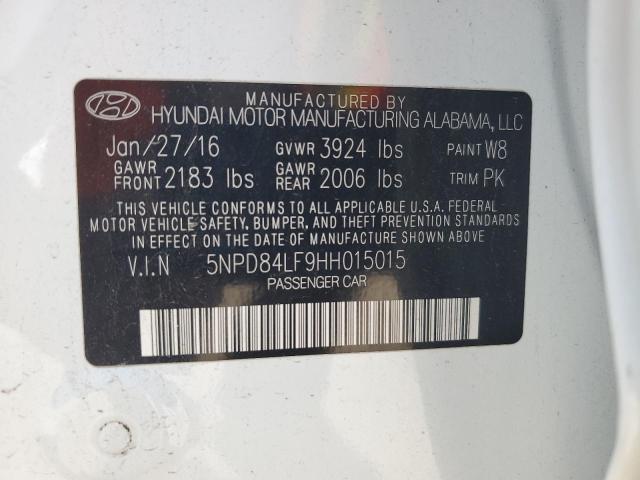 MANUFACTURED BY
HYUNDAI MOTOR MANUFACTURING ALABAMA, LLC
Jan/27/16 GVWR 3924 lbs PAINT W8
GAWR FRONT 2183 lbs GAWR REAR 2006 lbs TRIM PK
THIS VEHICLE CONFORMS TO ALL APPLICABLE U.S.A. FEDERAL
MOTOR VEHICLE SAFETY, BUMPER, AND THEFT PREVENTION STANDARDS
IN EFFECT ON THE DATE OF MANUFACTURE SHOWN ABOVE.
V.I.N 5NPD84LF9HH015015
PASSENGER CAR